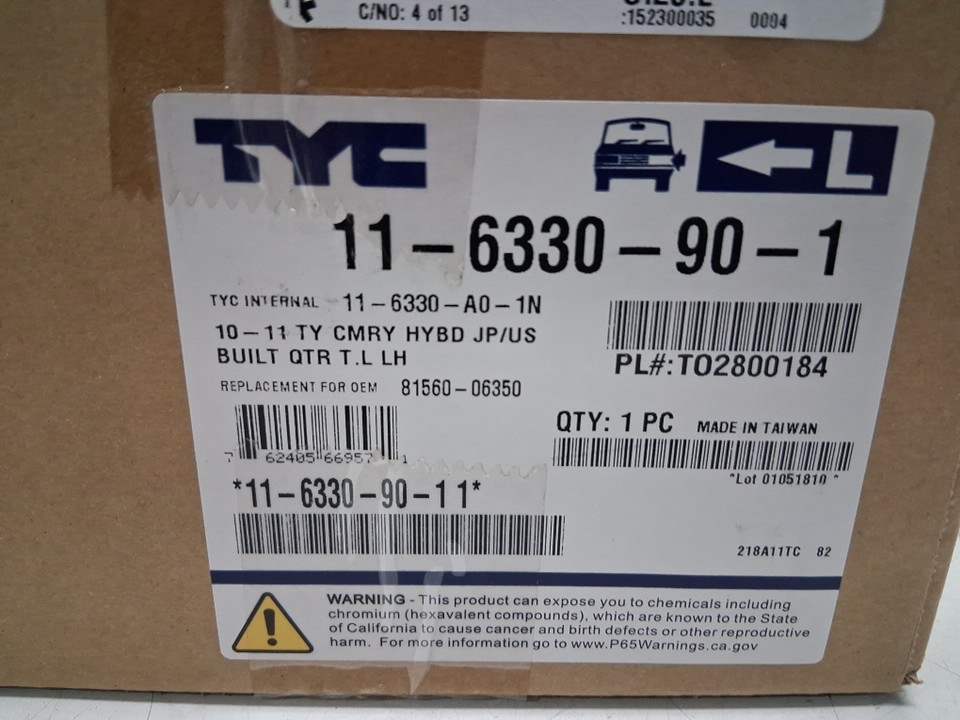 C/NO: 4 of 13
:152300035 0004
TYC
L
11-6330-90-1
TYC INTERNAL 11-6330-A0-1N
10-11 TY CMRY HYBD JP/US
BUILT QTR T.L LH
PL#:TO2800184
REPLACEMENT FOR OEM 81560-06350
QTY: 1 PC MADE IN TAIWAN
7 62405 66957 1
"Lot 01051810 "
*11-6330-90-1 1*
218A11TC 82
WARNING - This product can expose you to chemicals including
chromium (hexavalent compounds), which are known to the State
of California to cause cancer and birth defects or other reproductive
harm. For more information go to www.P65Warnings.ca.gov